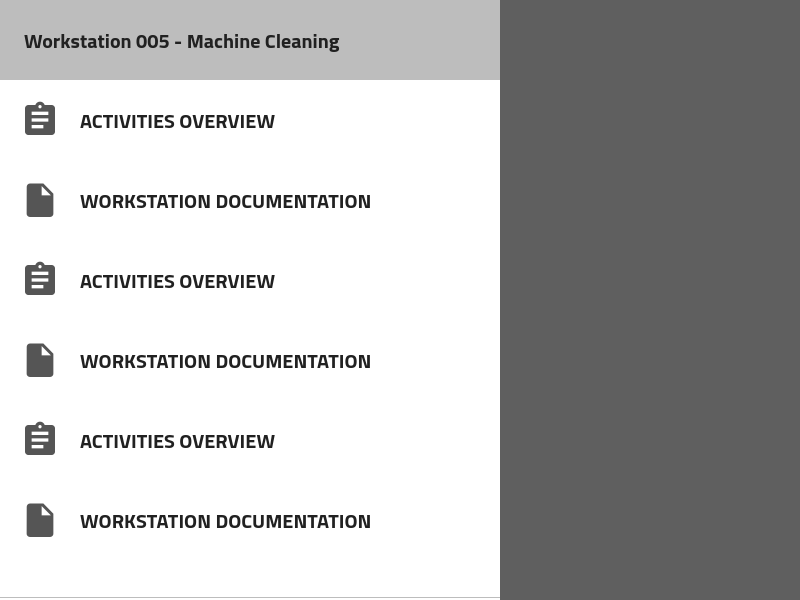 Workstation 005 - Machine Cleaning
ACTIVITIES OVERVIEW
WORKSTATION DOCUMENTATION
ACTIVITIES OVERVIEW
WORKSTATION DOCUMENTATION
ACTIVITIES OVERVIEW
WORKSTATION DOCUMENTATION